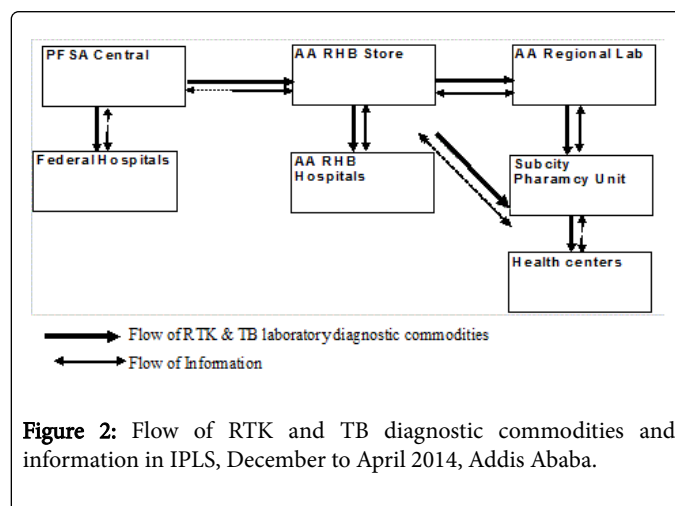 PFSA Central
AA RHB Store
AA Regional Lab
Federal Hospitals
AA RHB
Hospitals
Subcity
Pharamcy Unit
Health centers
Flow of RTK & TB laboratory diagnostic commodities
Flow of Information
Figure 2: Flow of RTK and TB diagnostic commodities and
information in IPLS, December to April 2014, Addis Ababa.